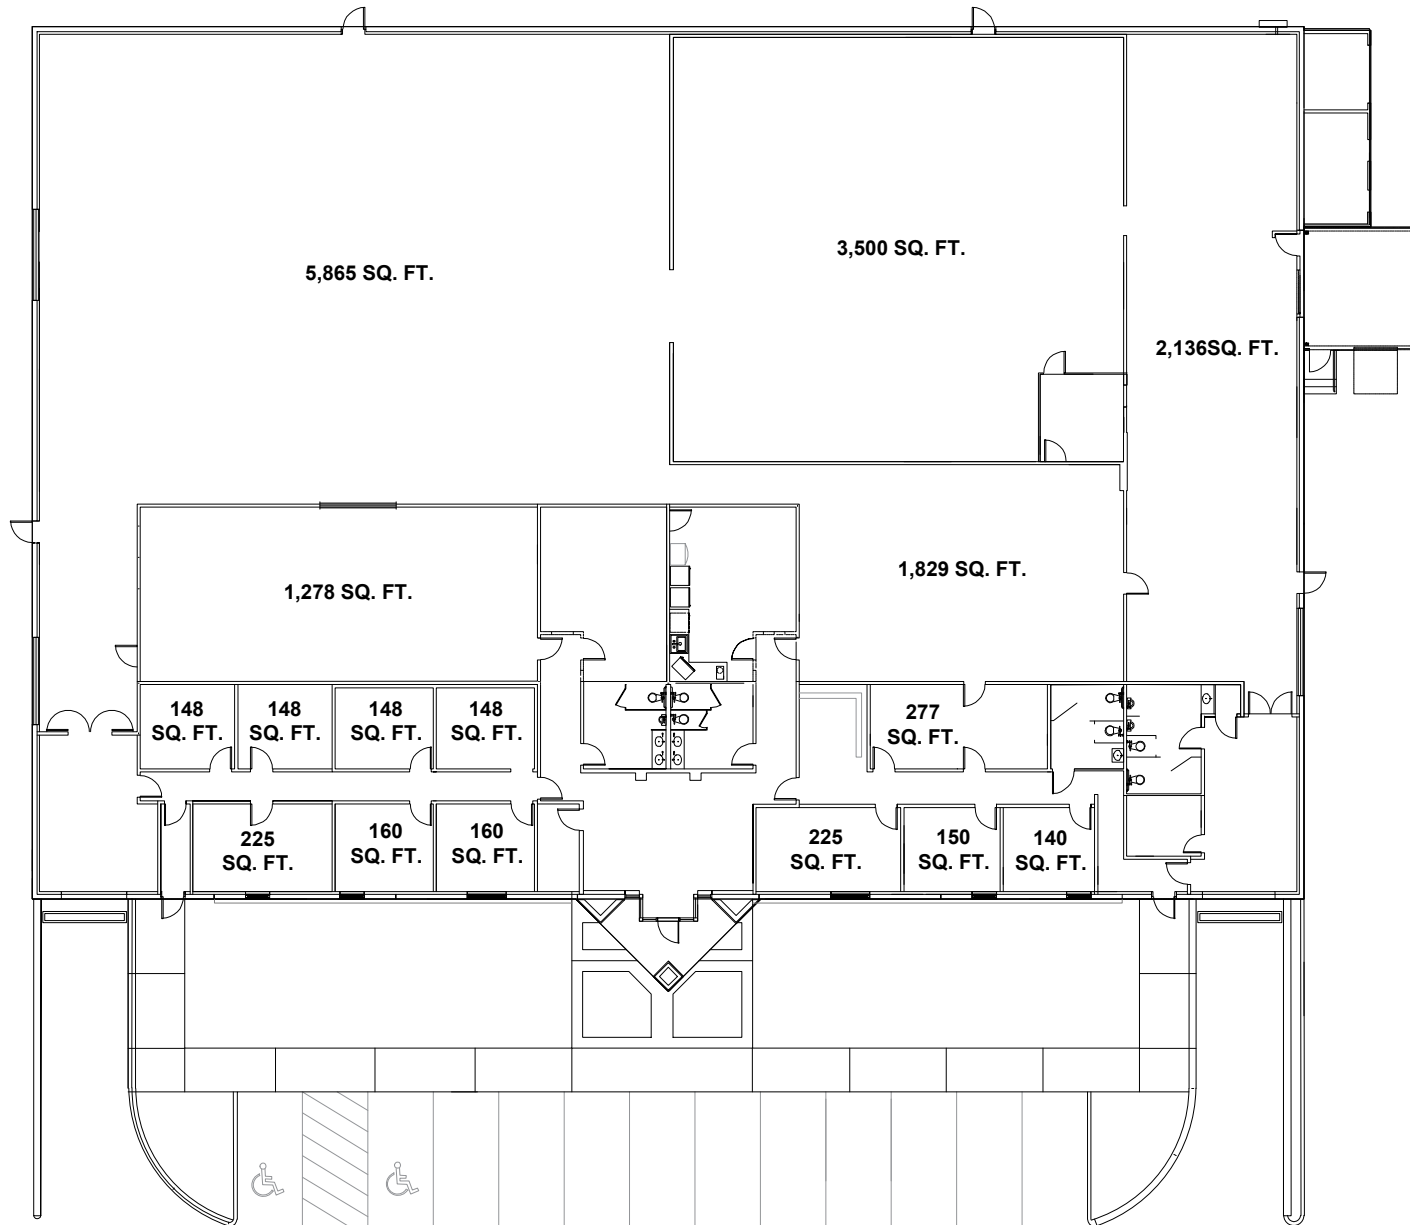 3,500 SQ. FT.
5,865 SQ. FT.
2,136SQ. FT.
1,829 SQ. FT.
1,278 SQ. FT.
148
SQ. FT.
148
SQ. FT.
148
SQ. FT.
148
SQ. FT.
277
SQ. FT.
225
SQ. FT.
160
SQ. FT.
160
SQ. FT.
225
SQ. FT.
150
SQ. FT.
140
SQ. FT.